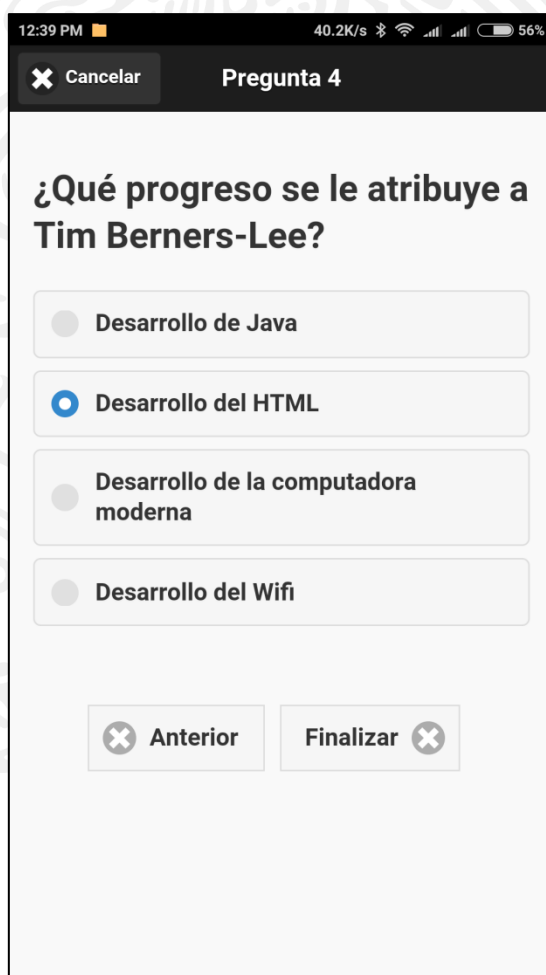 12:39 PM 40.2K/s 56%
Cancelar Pregunta 4
¿Qué progreso se le atribuye a
Tim Berners-Lee?
Desarrollo de Java
Desarrollo del HTML
Desarrollo de la computadora
moderna
Desarrollo del Wifi
Anterior Finalizar